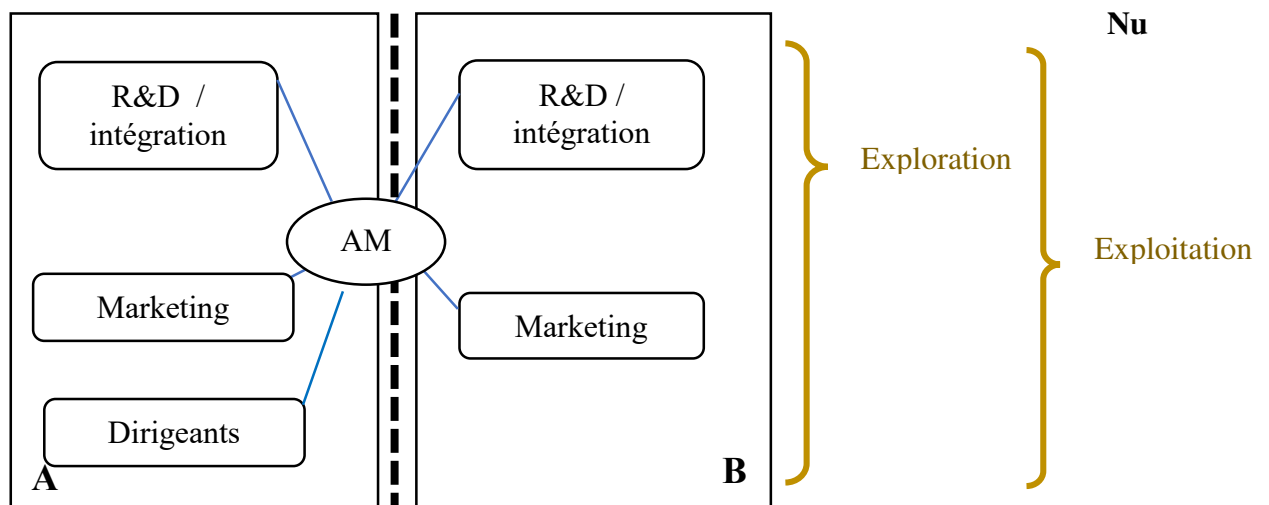 Nu
R&D /
intégration
R&D /
intégration
Exploration
AM
Exploitation
Marketing
Marketing
Dirigeants
A
B